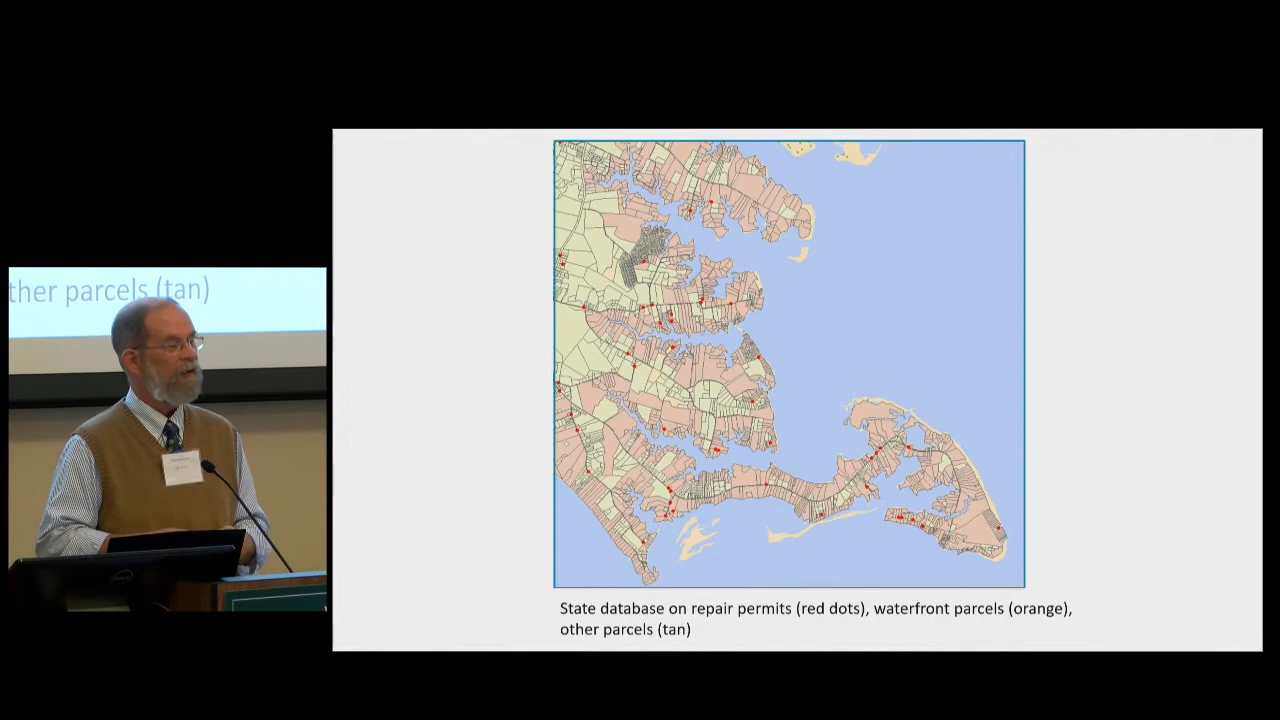 ther parcels (tan)
State database on repair permits (red dots), waterfront parcels (orange),
other parcels (tan)